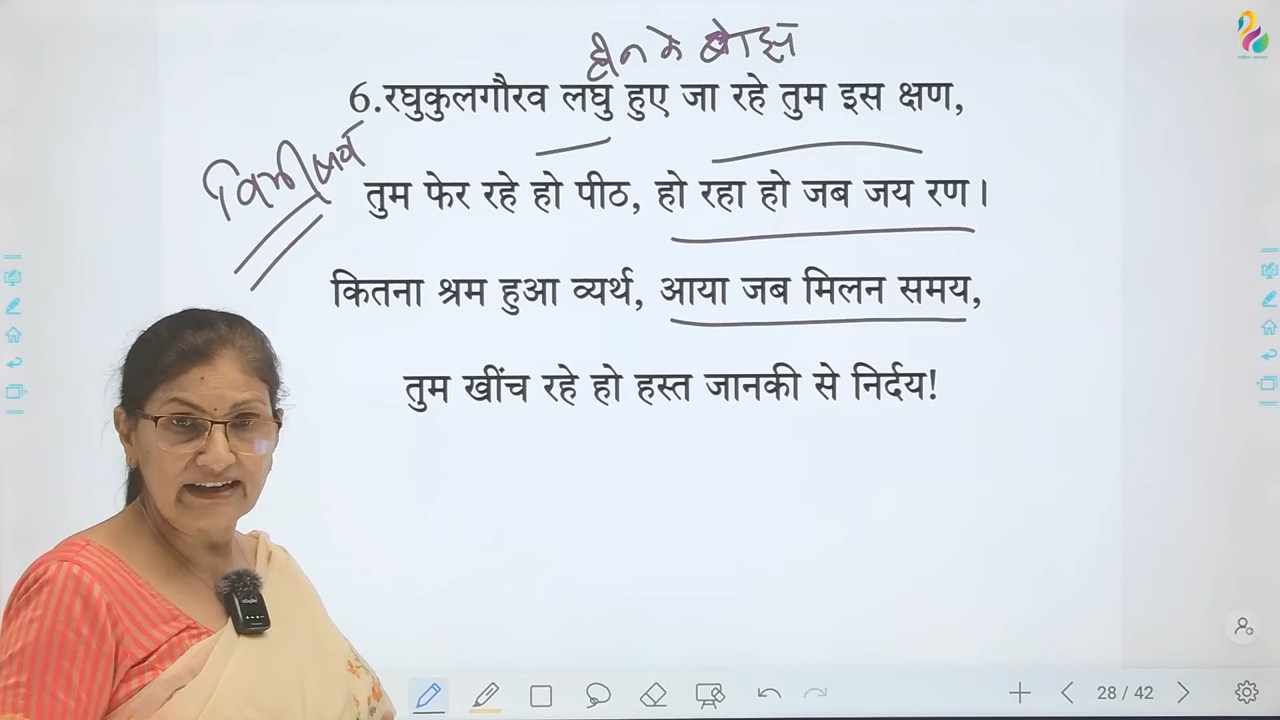 हीन के बोझ
6.रघुकुलगौरव लघु हुए जा रहे तुम इस क्षण,
विभीषण
तुम फेर रहे हो पीठ, हो रहा हो जब जय रण।
कितना श्रम हुआ व्यर्थ, आया जब मिलन समय,
तुम खींच रहे हो हस्त जानकी से निर्दय!
28 / 42